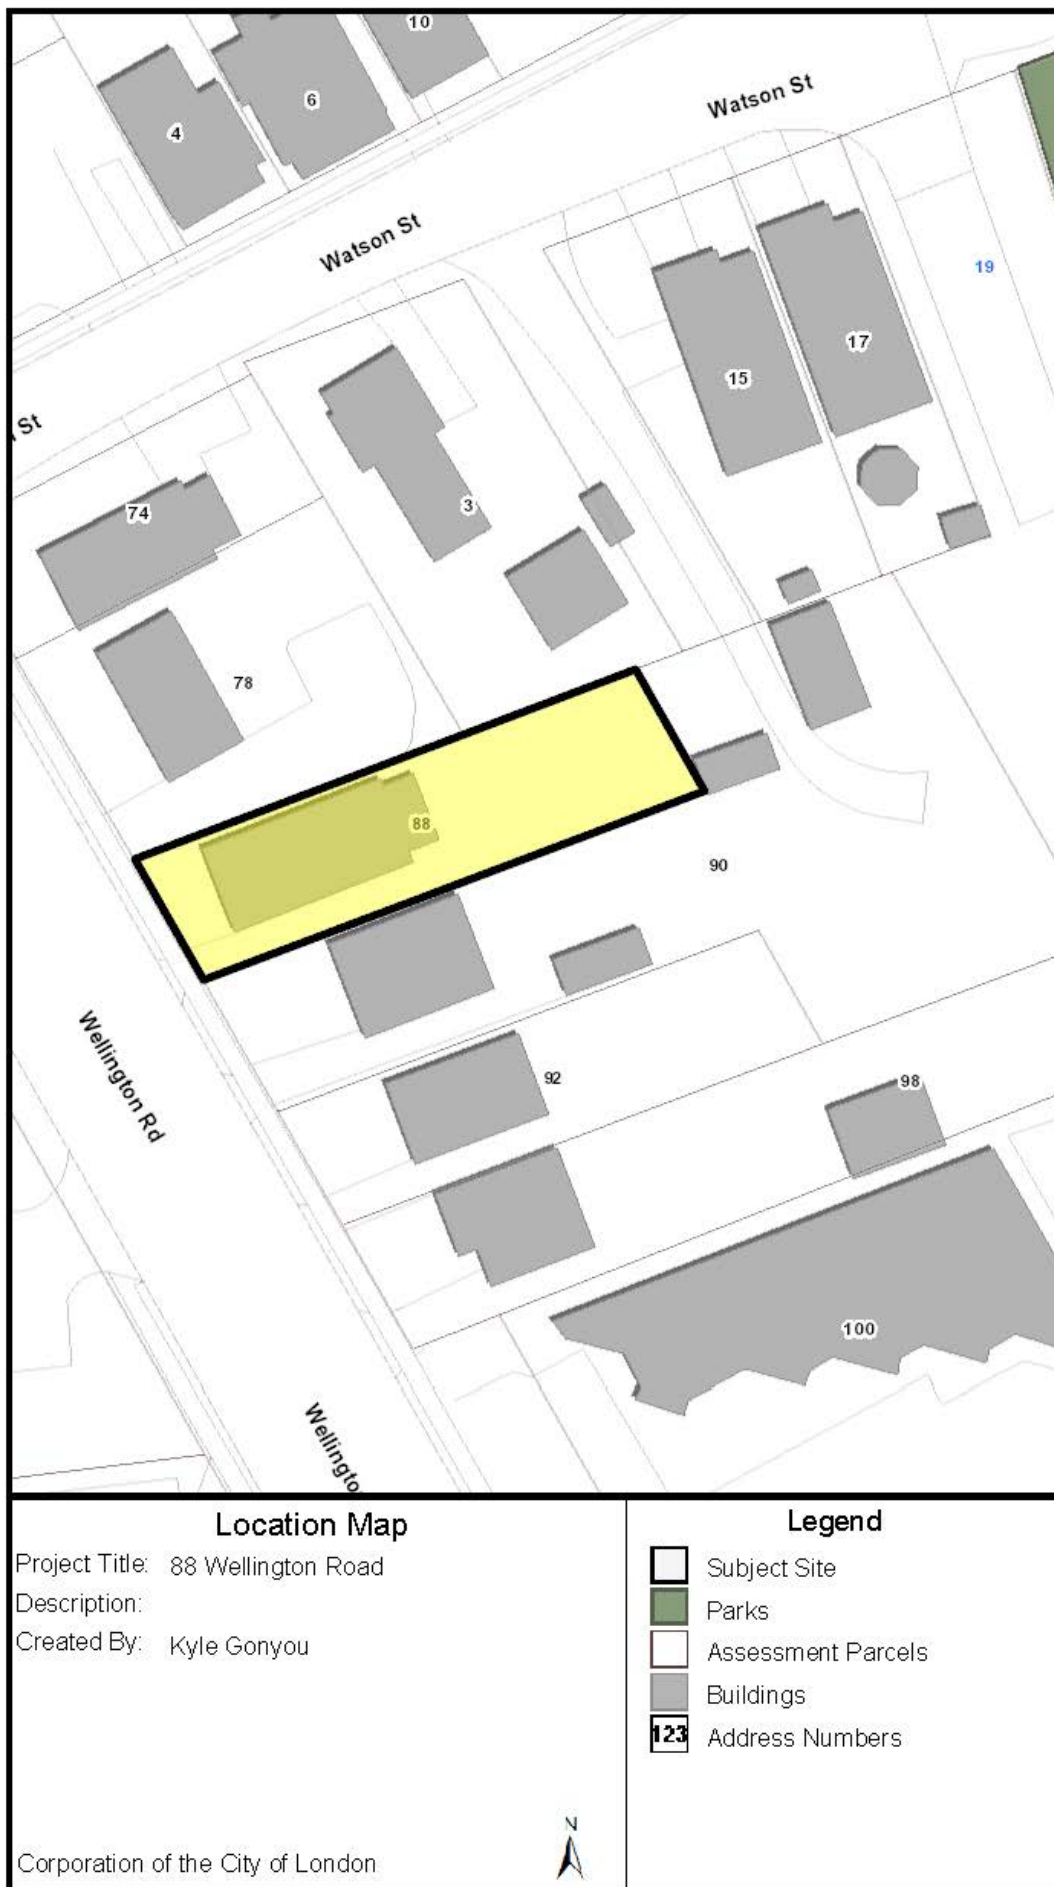 10
6
4
Watson St
Watson St
19
17
15
St
3
74
78
88
90
92
98
Wellington Rd
100
Wellingto
Location Map
Project Title: 88 Wellington Road
Description:
Created By: Kyle Gonyou
Corporation of the City of London
N
Legend
Subject Site
Parks
Assessment Parcels
Buildings
123 Address Numbers